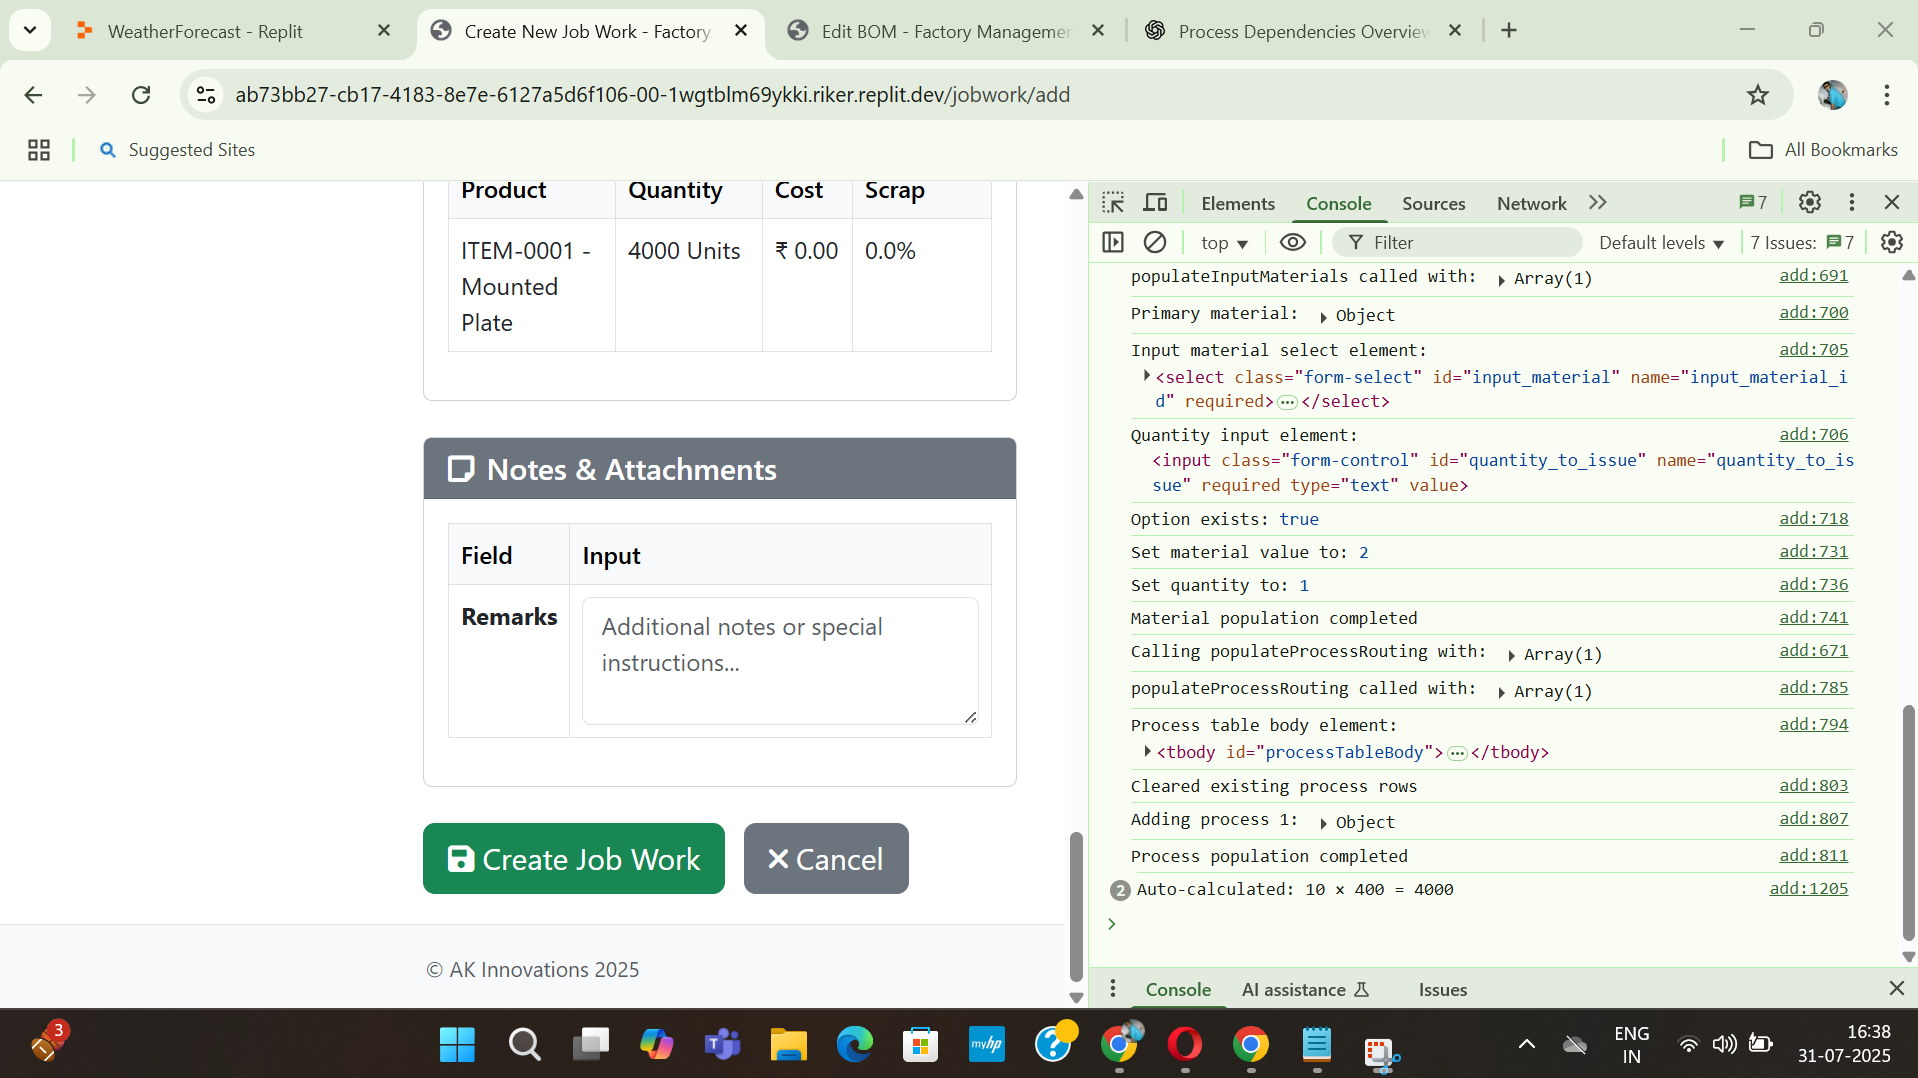 WeatherForecast - Replit
Create New Job Work - Factory
Edit BOM - Factory Managemen
Process Dependencies Overview
ab73bb27-cb17-4183-8e7e-6127a5d6f106-00-1wgtblm69ykki.riker.replit.dev/jobwork/add
Suggested Sites
All Bookmarks
Product Quantity Cost Scrap
ITEM-0001 - 4000 Units ₹ 0.00 0.0%
Mounted
Plate
Notes & Attachments
Field Input
Remarks Additional notes or special
instructions...
Create Job Work
Cancel
© AK Innovations 2025
Elements Console Sources Network 7
top Filter Default levels 7 Issues: 7
populateInputMaterials called with: Array(1) add:691
Primary material: Object add:700
Input material select element: add:705
<select class="form-select" id="input_material" name="input_material_i
d" required>…</select>
Quantity input element: add:706
<input class="form-control" id="quantity_to_issue" name="quantity_to_is
sue" required type="text" value>
Option exists: true add:718
Set material value to: 2 add:731
Set quantity to: 1 add:736
Material population completed add:741
Calling populateProcessRouting with: Array(1) add:671
populateProcessRouting called with: Array(1) add:785
Process table body element: add:794
<tbody id="processTableBody">…</tbody>
Cleared existing process rows add:803
Adding process 1: Object add:807
Process population completed add:811
2 Auto-calculated: 10 × 400 = 4000 add:1205
Console AI assistance Issues
3
myhp
ENG
IN
16:38
31-07-2025